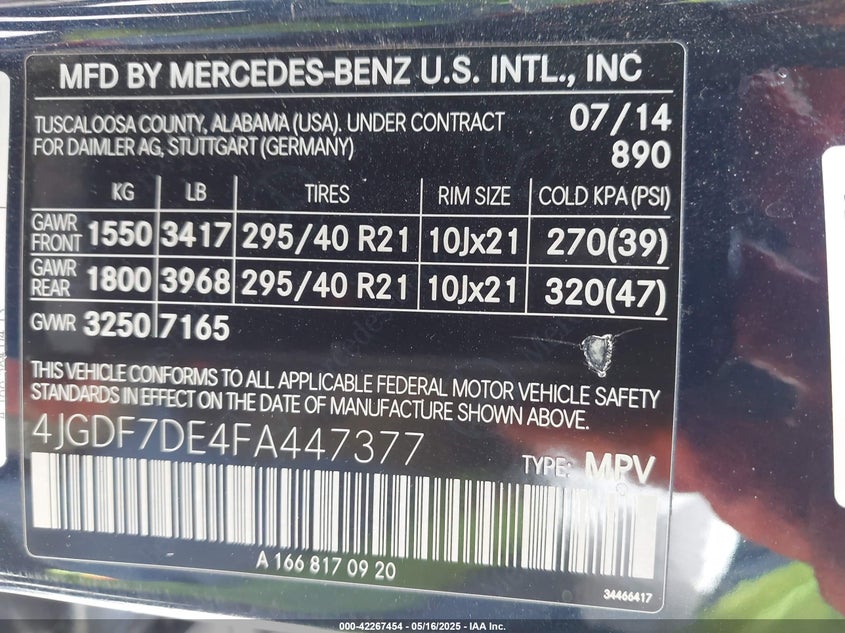 MFD BY MERCEDES-BENZ U.S. INTL., INC
TUSCALOOSA COUNTY, ALABAMA (USA). UNDER CONTRACT
FOR DAIMLER AG, STUTTGART (GERMANY)
07/14
890
KG LB TIRES RIM SIZE COLD KPA (PSI)
GAWR FRONT 1550 3417 295/40 R21 10Jx21 270(39)
GAWR REAR 1800 3968 295/40 R21 10Jx21 320(47)
GVWR 3250 7165
THIS VEHICLE CONFORMS TO ALL APPLICABLE FEDERAL MOTOR VEHICLE SAFETY
STANDARDS IN EFFECT ON THE DATE OF MANUFACTURE SHOWN ABOVE.
4JGDF7DE4FA447377
TYPE: MPV
A 166 817 09 20
34466417
000-42267454 - 05/16/2025 - IAA Inc.